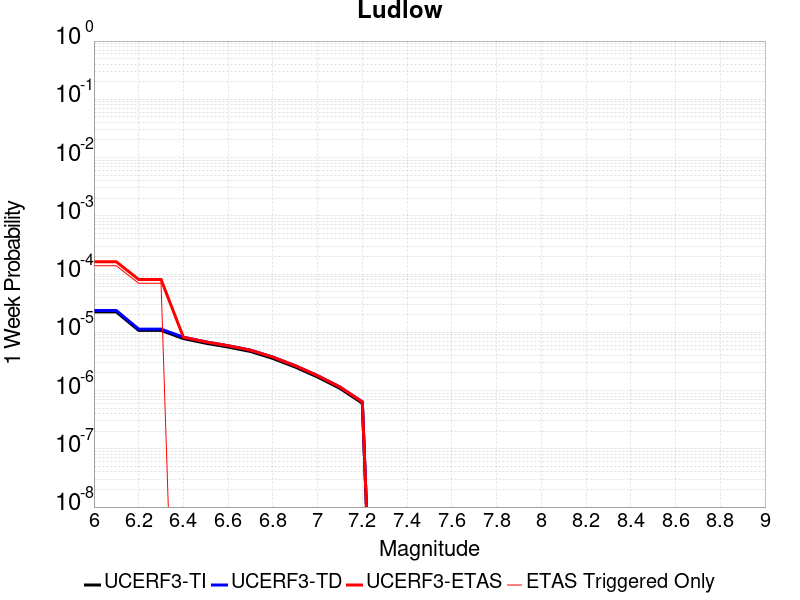 Ludlow
10^0
10^-1
10^-2
10^-3
10^-4
10^-5
10^-6
10^-7
10^-8
1 Week Probability
6 6.2 6.4 6.6 6.8 7 7.2 7.4 7.6 7.8 8 8.2 8.4 8.6 8.8 9
Magnitude
UCERF3-TI UCERF3-TD UCERF3-ETAS ETAS Triggered Only